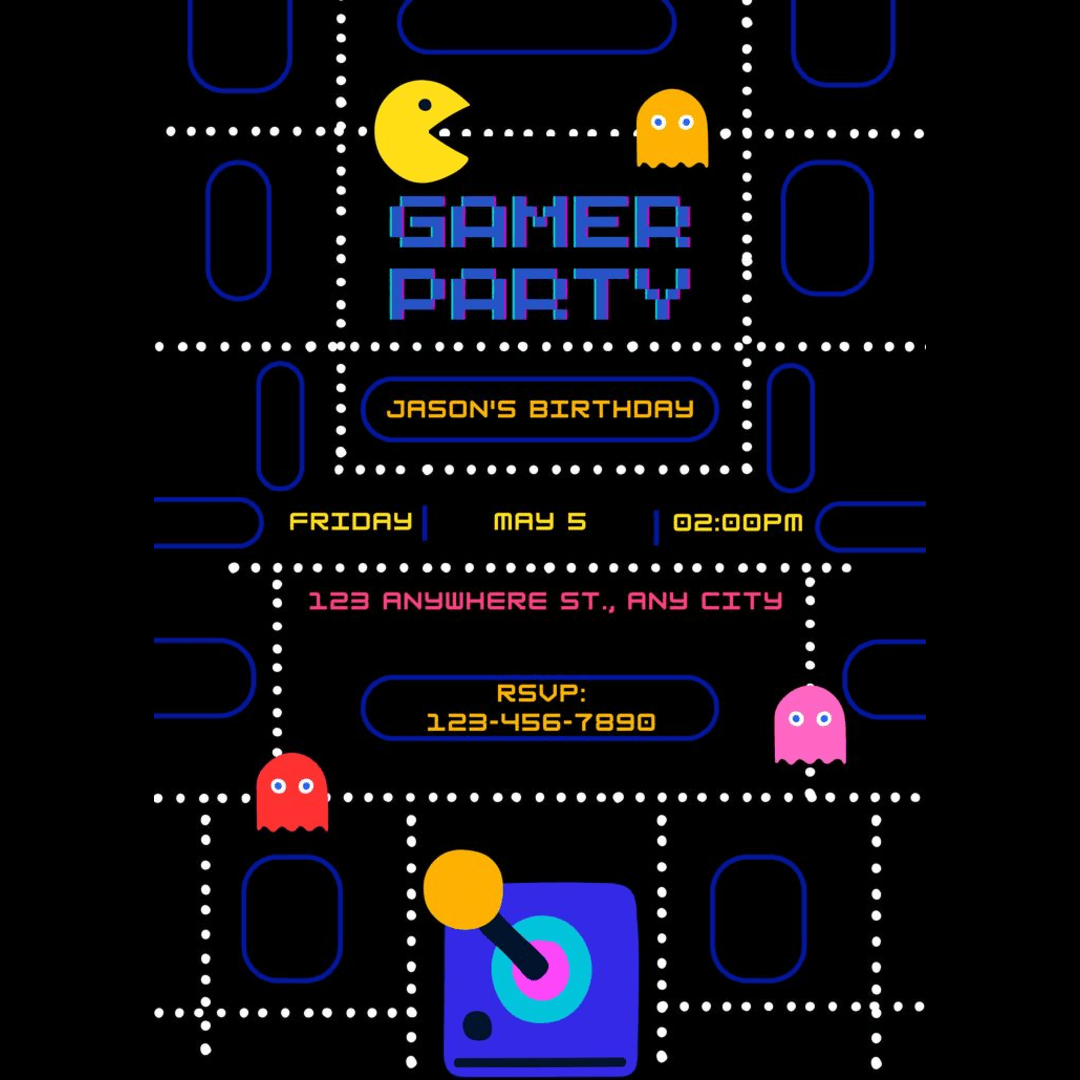 GAMER
PARTY
JASON'S BIRTHDAY
FRIDAY MAY 5 02:00PM
123 ANYWHERE ST., ANY CITY
RSVP:
123-456-7890